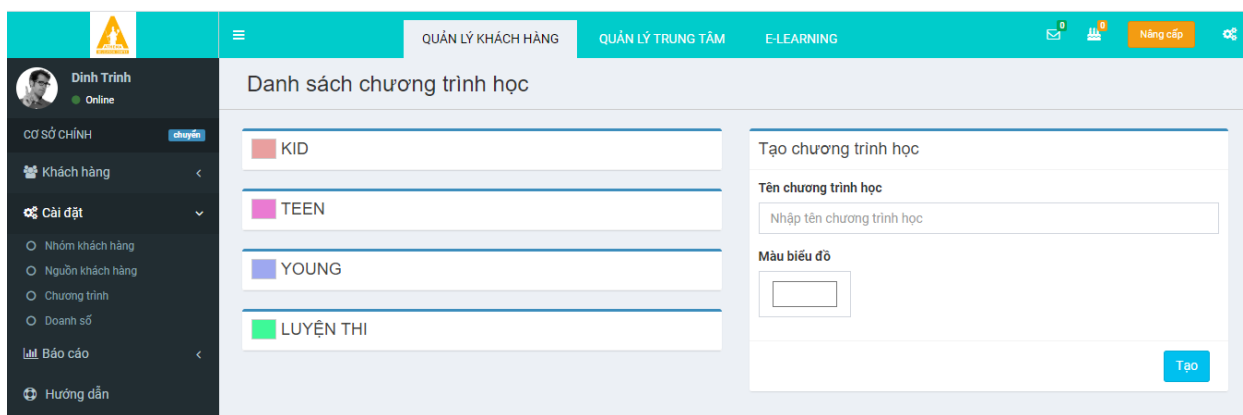 QUẢN LÝ KHÁCH HÀNG
QUẢN LÝ TRUNG TÂM
E-LEARNING
0
0
Nâng cấp
Dinh Trinh
Online
CƠ SỞ CHÍNH
chuyển
Khách hàng
Cài đặt
Nhóm khách hàng
Nguồn khách hàng
Chương trình
Doanh số
Báo cáo
Hướng dẫn
Danh sách chương trình học
KID
TEEN
YOUNG
LUYỆN THI
Tạo chương trình học
Tên chương trình học
Nhập tên chương trình học
Màu biểu đồ
Tạo